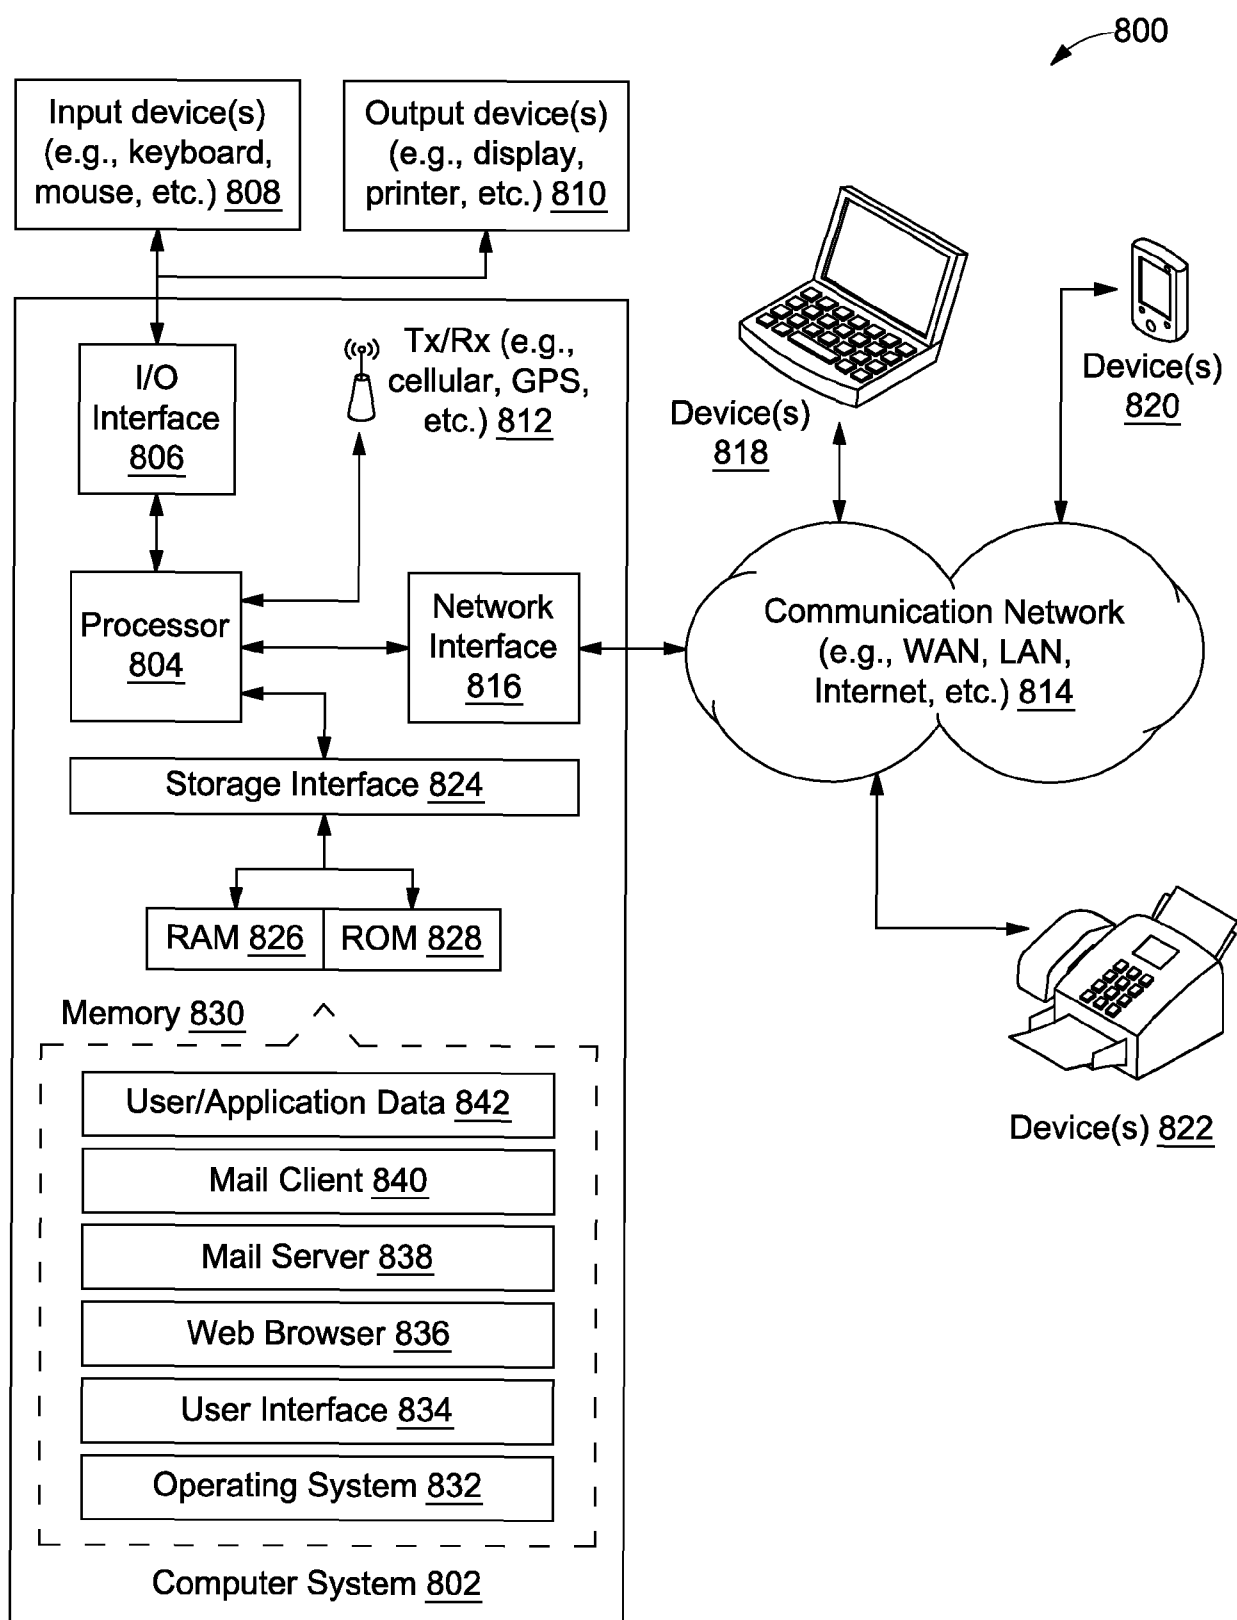 800
Input device(s)
(e.g., keyboard,
mouse, etc.) 808
Output device(s)
(e.g., display,
printer, etc.) 810
I/O
Interface
806
Tx/Rx (e.g.,
cellular, GPS,
etc.) 812
Device(s)
818
Device(s)
820
Processor
804
Network
Interface
816
Communication Network
(e.g., WAN, LAN,
Internet, etc.) 814
Storage Interface 824
RAM 826
ROM 828
Memory 830
User/Application Data 842
Mail Client 840
Mail Server 838
Web Browser 836
User Interface 834
Operating System 832
Computer System 802
Device(s) 822